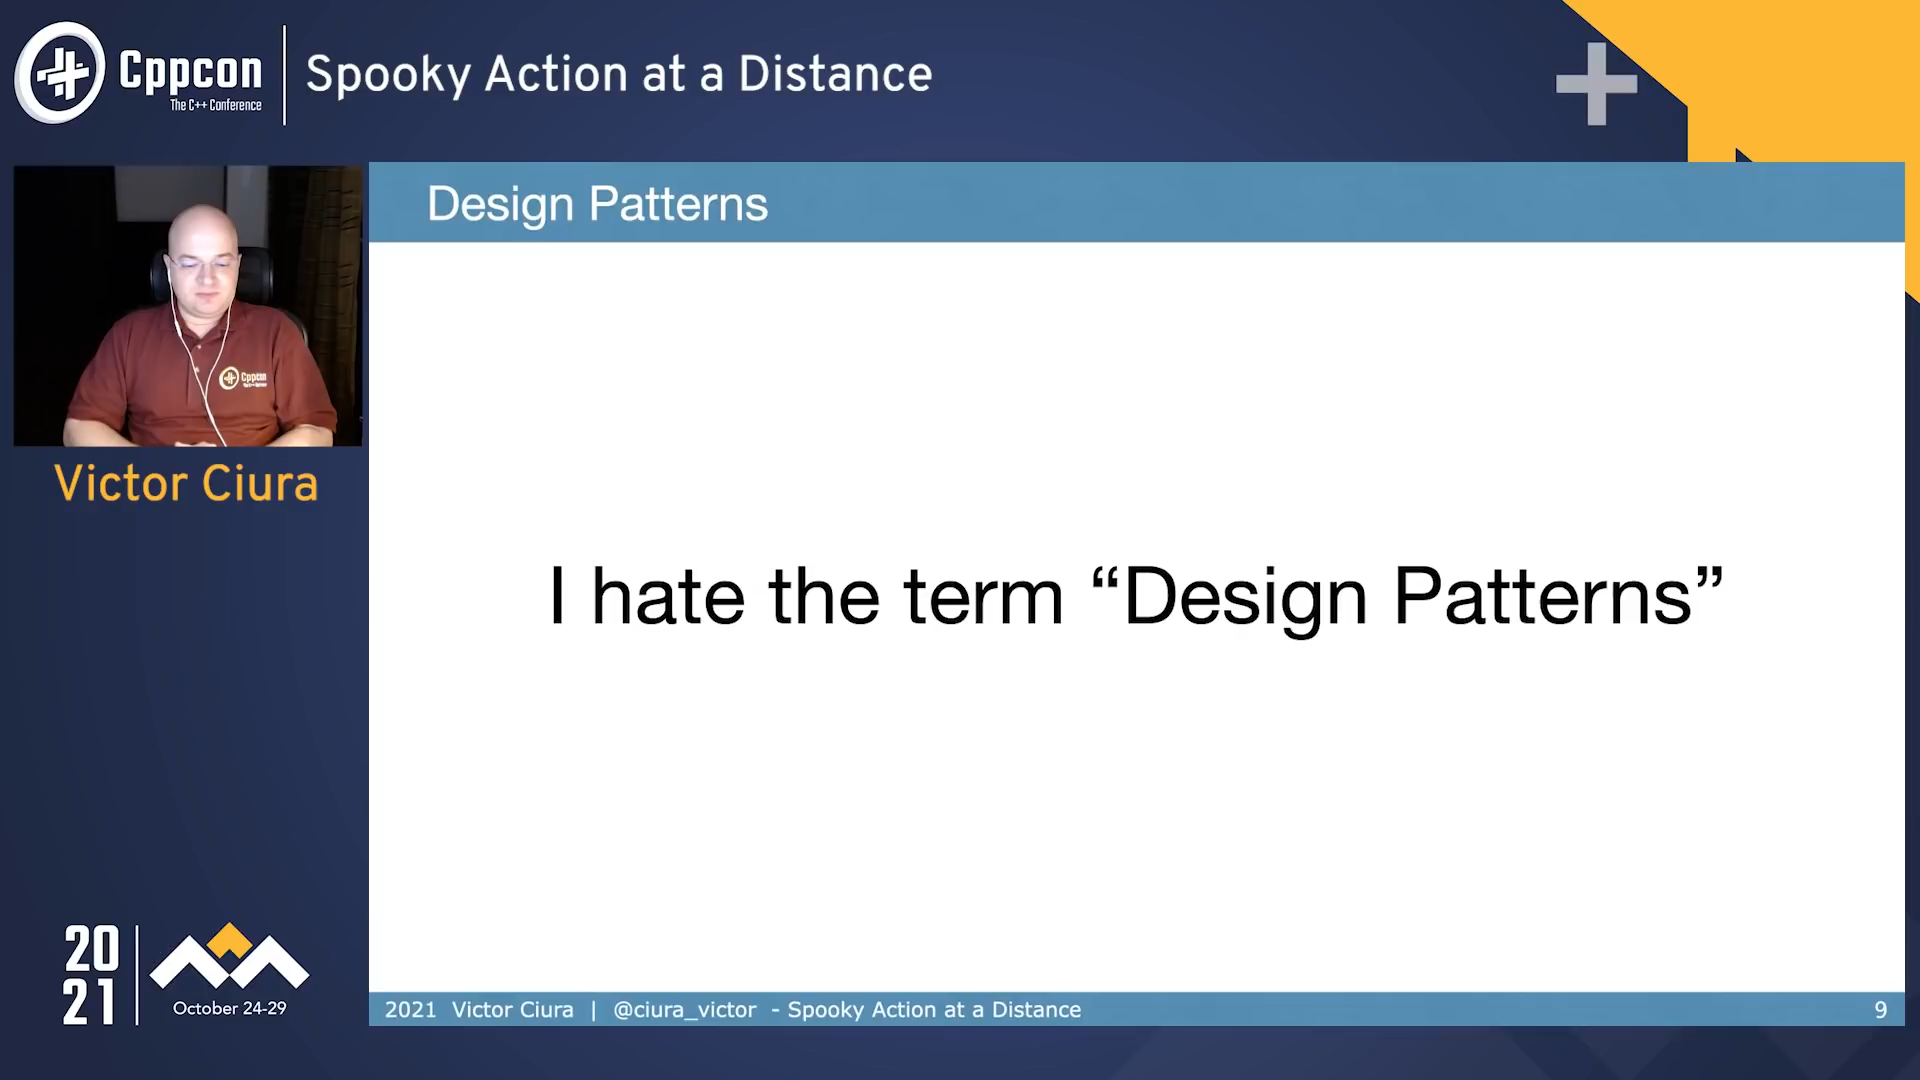 Cppcon
The C++ Conference
Spooky Action at a Distance
Design Patterns
Cppcon
Victor Ciura
I hate the term “Design Patterns”
20
21
October 24-29
2021 Victor Ciura | @ciura_victor - Spooky Action at a Distance
9